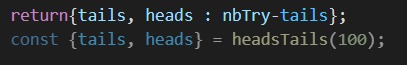 return{tails, heads : nbTry-tails};
const {tails, heads} = headsTails(100);